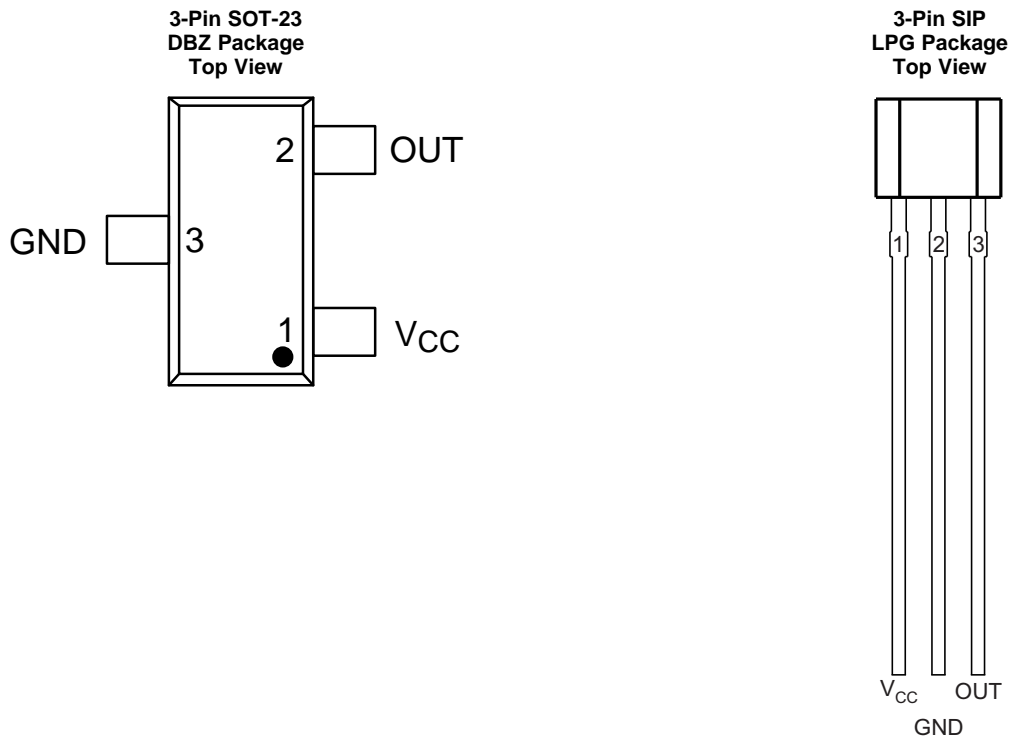 3-Pin SOT-23
DBZ Package
Top View
2
OUT
GND
3
1
VCC
3-Pin SIP
LPG Package
Top View
1
2
3
VCC
OUT
GND